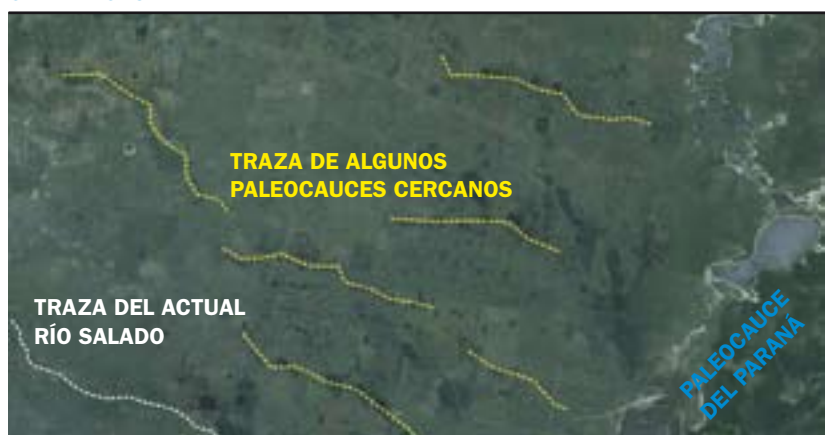 TRAZA DE ALGUNOS
PALEOCAUCES CERCANOS
TRAZA DEL ACTUAL
RÍO SALADO
PALEOCAUCE
DEL PARANÁ